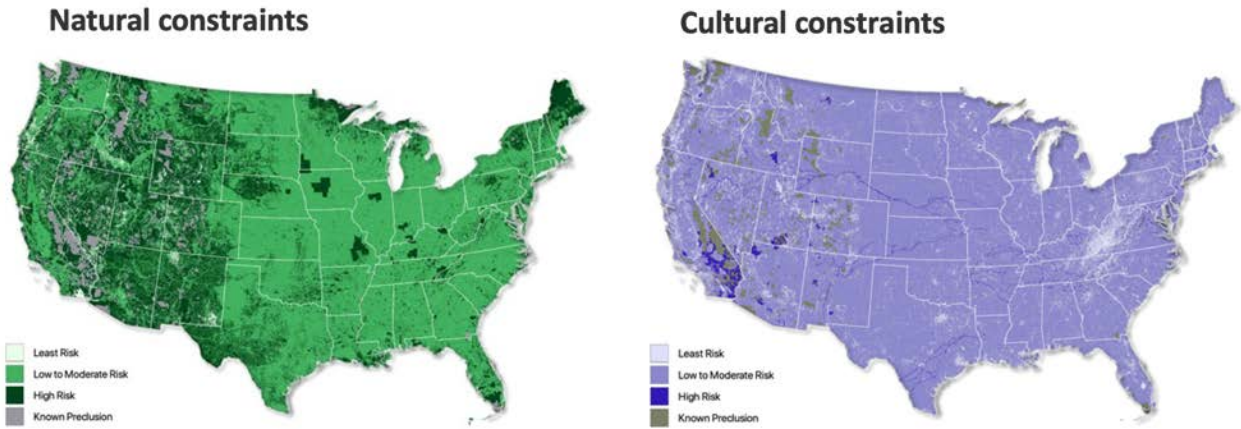 Natural constraints
Least Risk
Low to Moderate Risk
High Risk
Known Preclusion
Cultural constraints
Least Risk
Low to Moderate Risk
High Risk
Known Preclusion